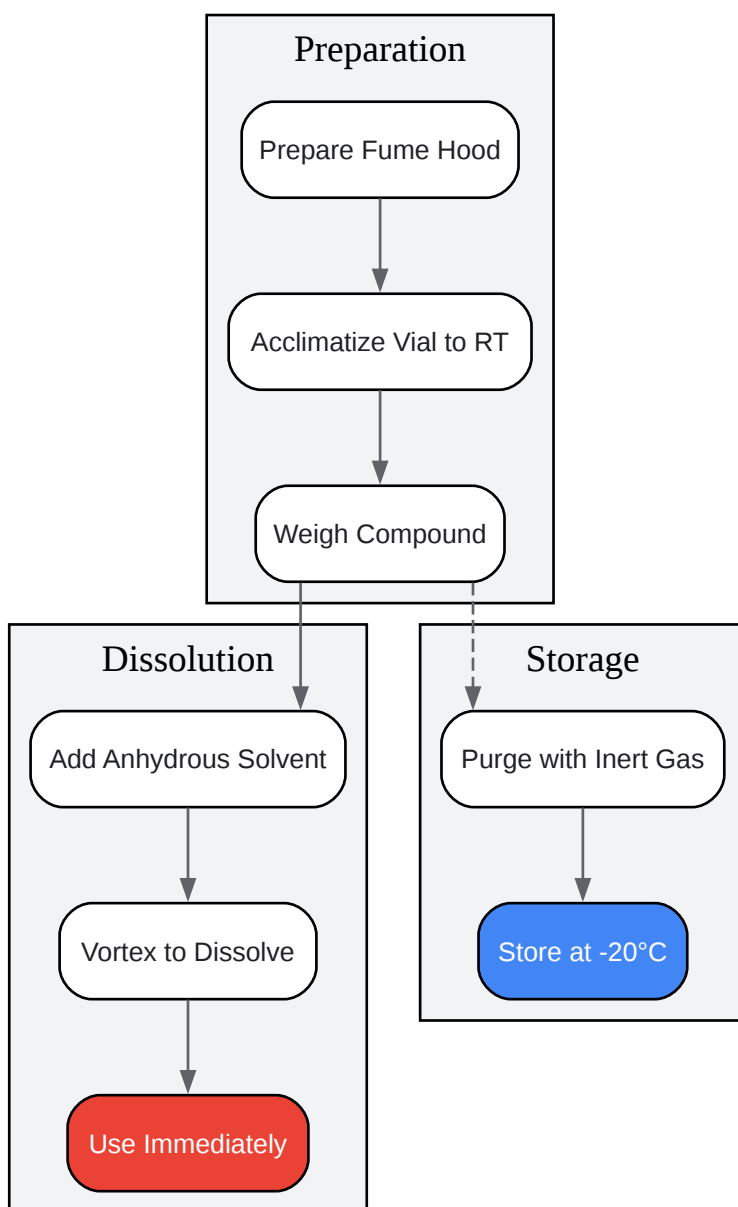 Preparation
Prepare Fume Hood
Acclimatize Vial to RT
Weigh Compound
Dissolution
Add Anhydrous Solvent
Vortex to Dissolve
Use Immediately
Storage
Purge with Inert Gas
Store at -20°C